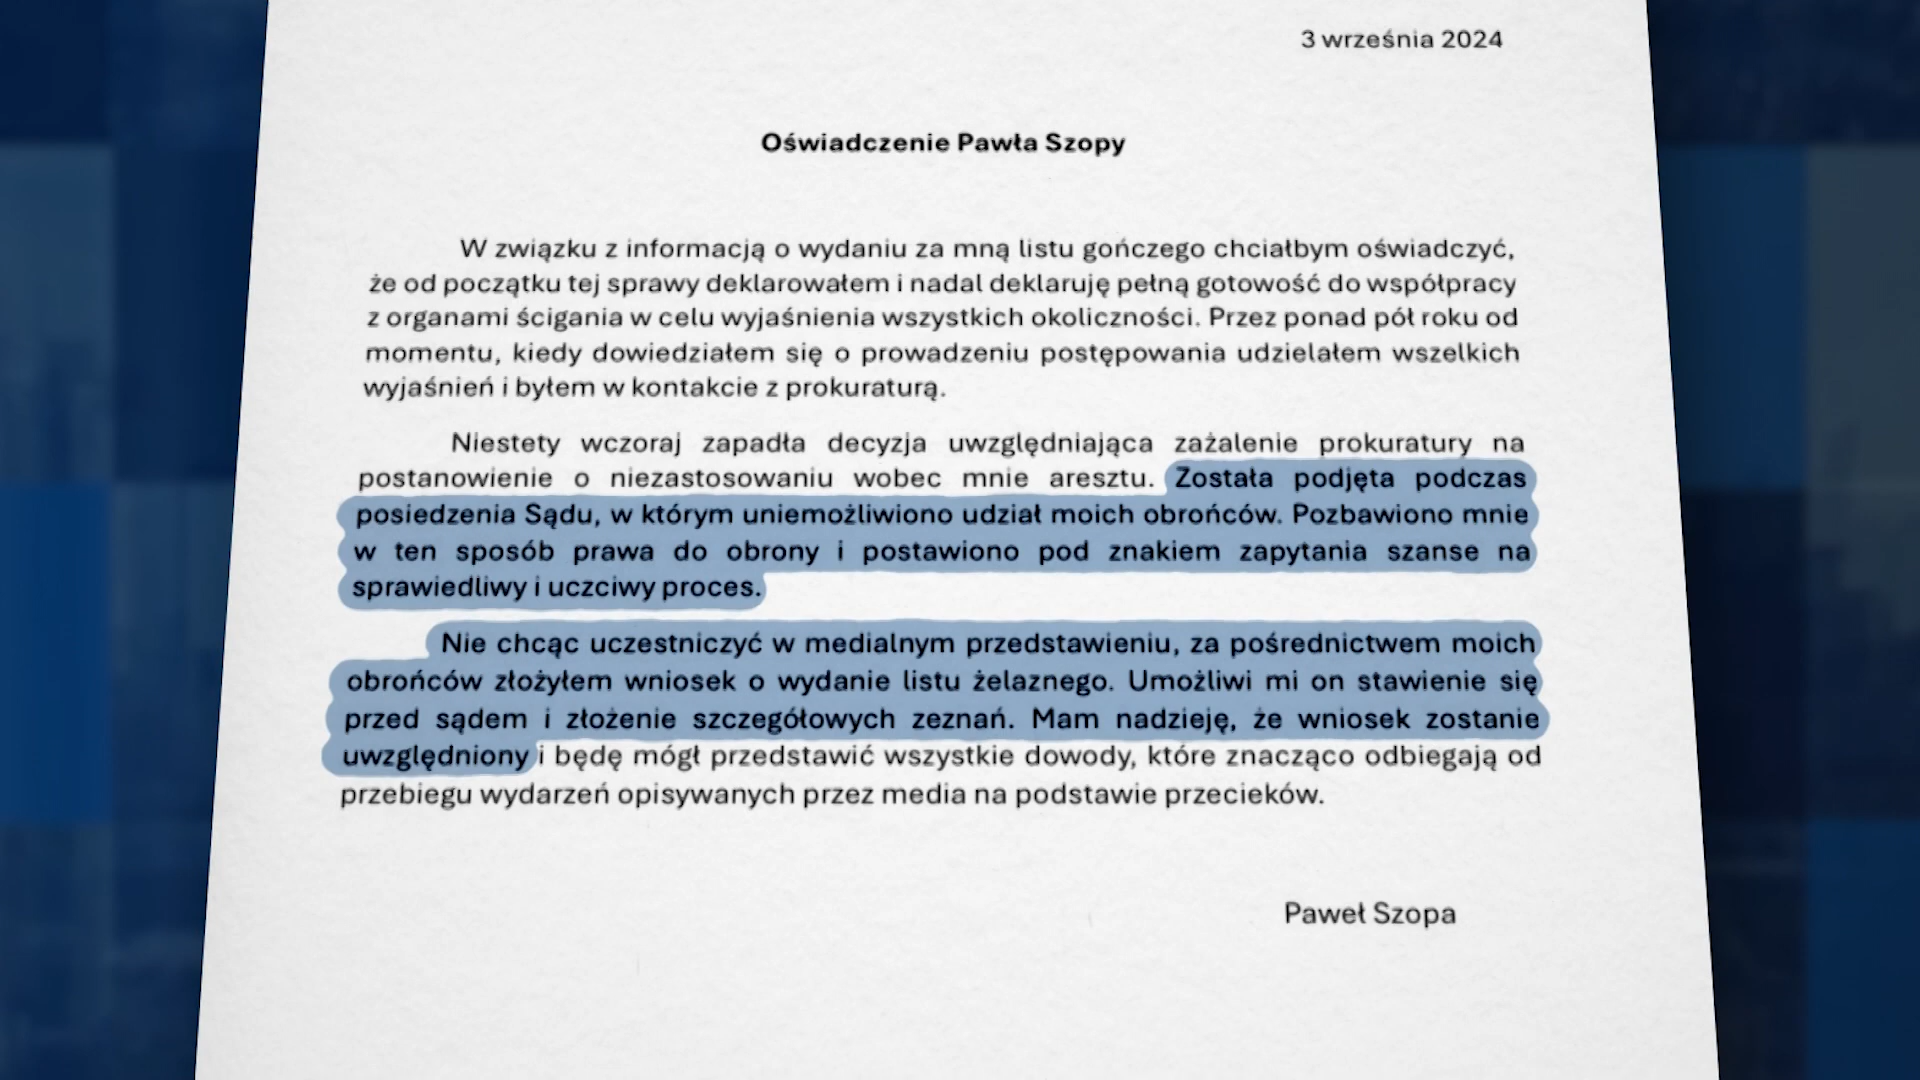 3 września 2024
Oświadczenie Pawła Szopy
W związku z informacją o wydaniu za mną listu gończego chciałbym oświadczyć,
że od początku tej sprawy deklarowałem i nadal deklaruję pełną gotowość do współpracy
z organami ścigania w celu wyjaśnienia wszystkich okoliczności. Przez ponad pół roku od
momentu, kiedy dowiedziałem się o prowadzeniu postępowania udzielałem wszelkich
wyjaśnień i byłem w kontakcie z prokuraturą.
Niestety wczoraj zapadła decyzja uwzględniająca zażalenie prokuratury na
postanowienie o niezastosowaniu wobec mnie aresztu. Została podjęta podczas
posiedzenia Sądu, w którym uniemożliwiono udział moich obrońców. Pozbawiono mnie
w ten sposób prawa do obrony i postawiono pod znakiem zapytania szanse na
sprawiedliwy i uczciwy proces.
Nie chcąc uczestniczyć w medialnym przedstawieniu, za pośrednictwem moich
obrońców złożyłem wniosek o wydanie listu żelaznego. Umożliwi mi on stawienie się
przed sądem i złożenie szczegółowych zeznań. Mam nadzieję, że wniosek zostanie
uwzględniony i będę mógł przedstawić wszystkie dowody, które znacząco odbiegają od
przebiegu wydarzeń opisywanych przez media na podstawie przecieków.
Paweł Szopa